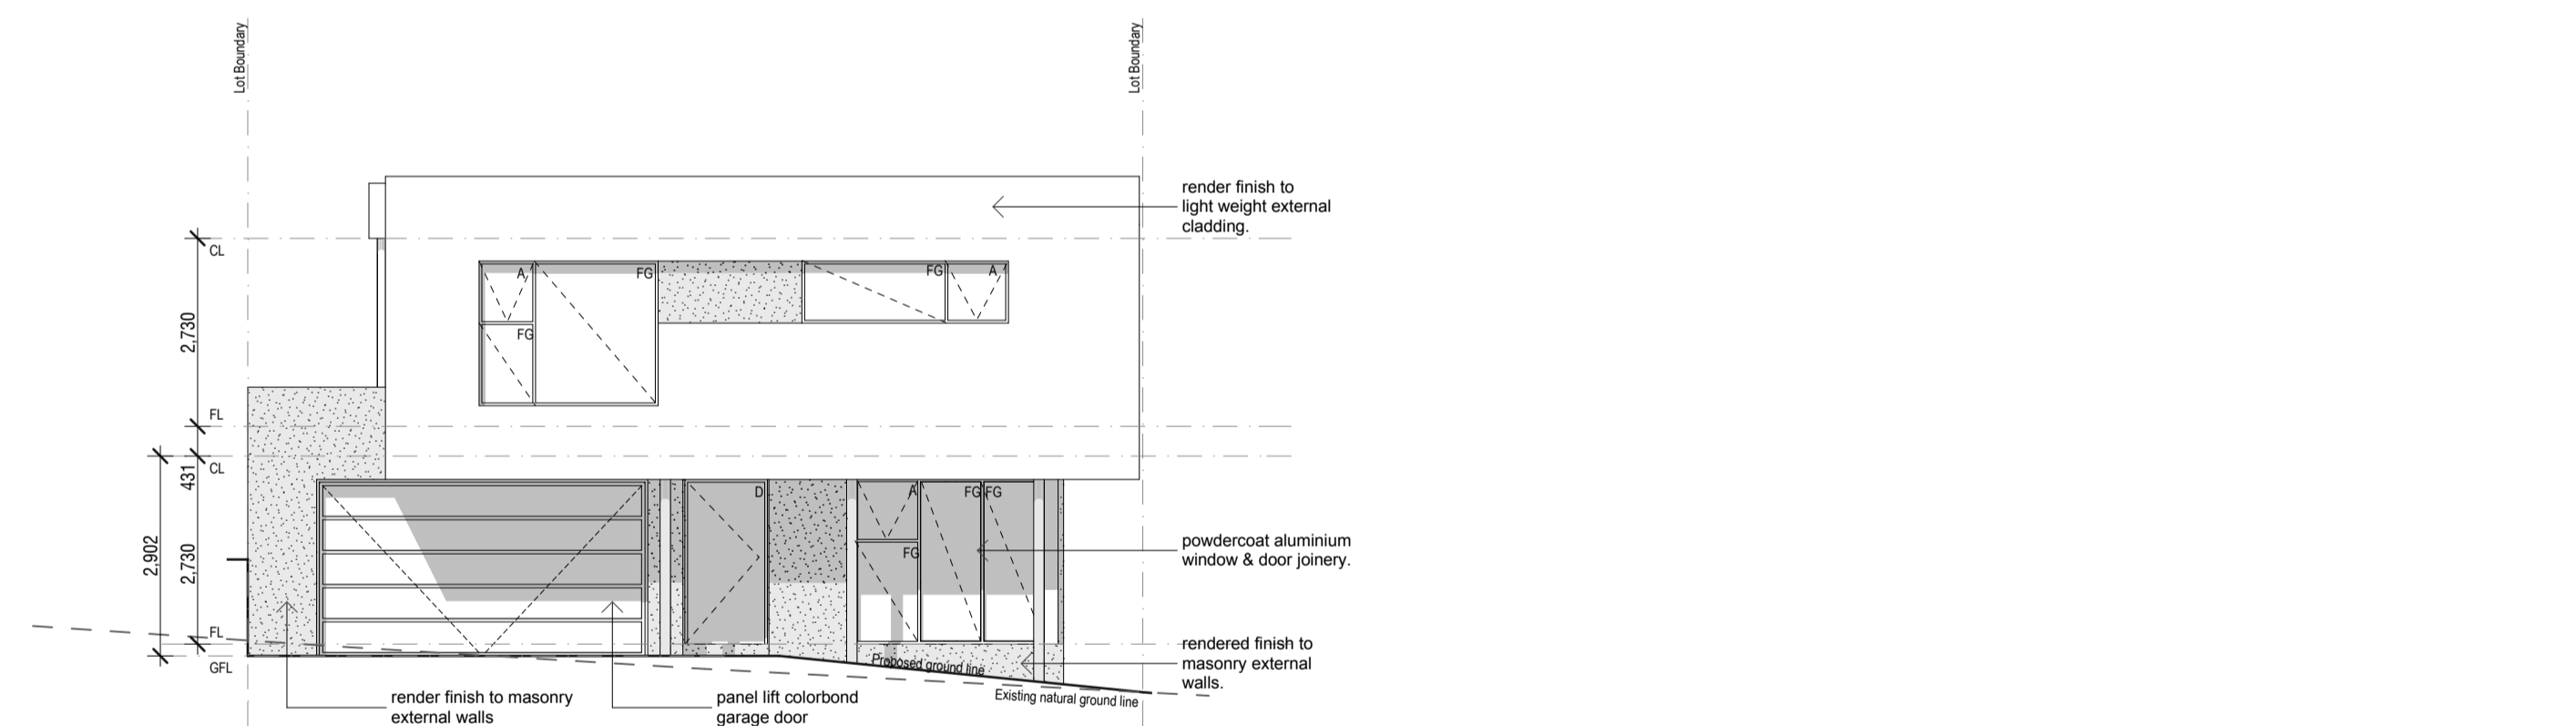 Lot Boundary
Lot Boundary
render finish to
light weight external
cladding.
CL
A
FG
FG
A
2,730
FG
FL
CL
431
D
A
FG
FG
2,902
2,730
FG
powdercoat aluminium
window & door joinery.
FL
GFL
Proposed ground line
rendered finish to
masonry external
walls.
Existing natural ground line
render finish to masonry
external walls
panel lift colorbond
garage door